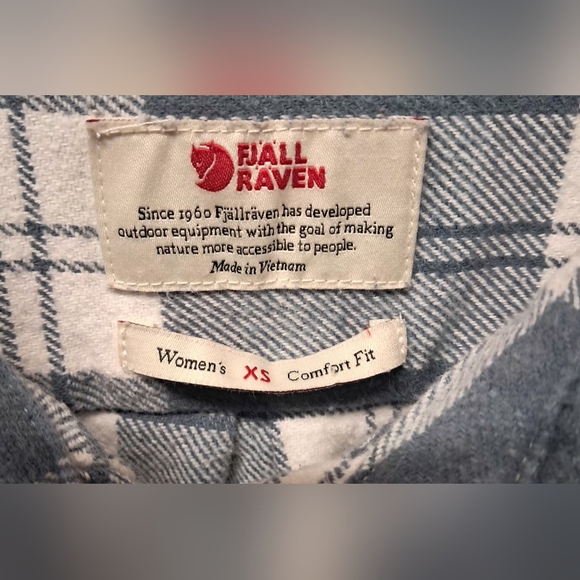 FJÄLL
RÄVEN
Since 1960 Fjällräven has developed
outdoor equipment with the goal of making
nature more accessible to people.
Made in Vietnam
Women's XS Comfort Fit